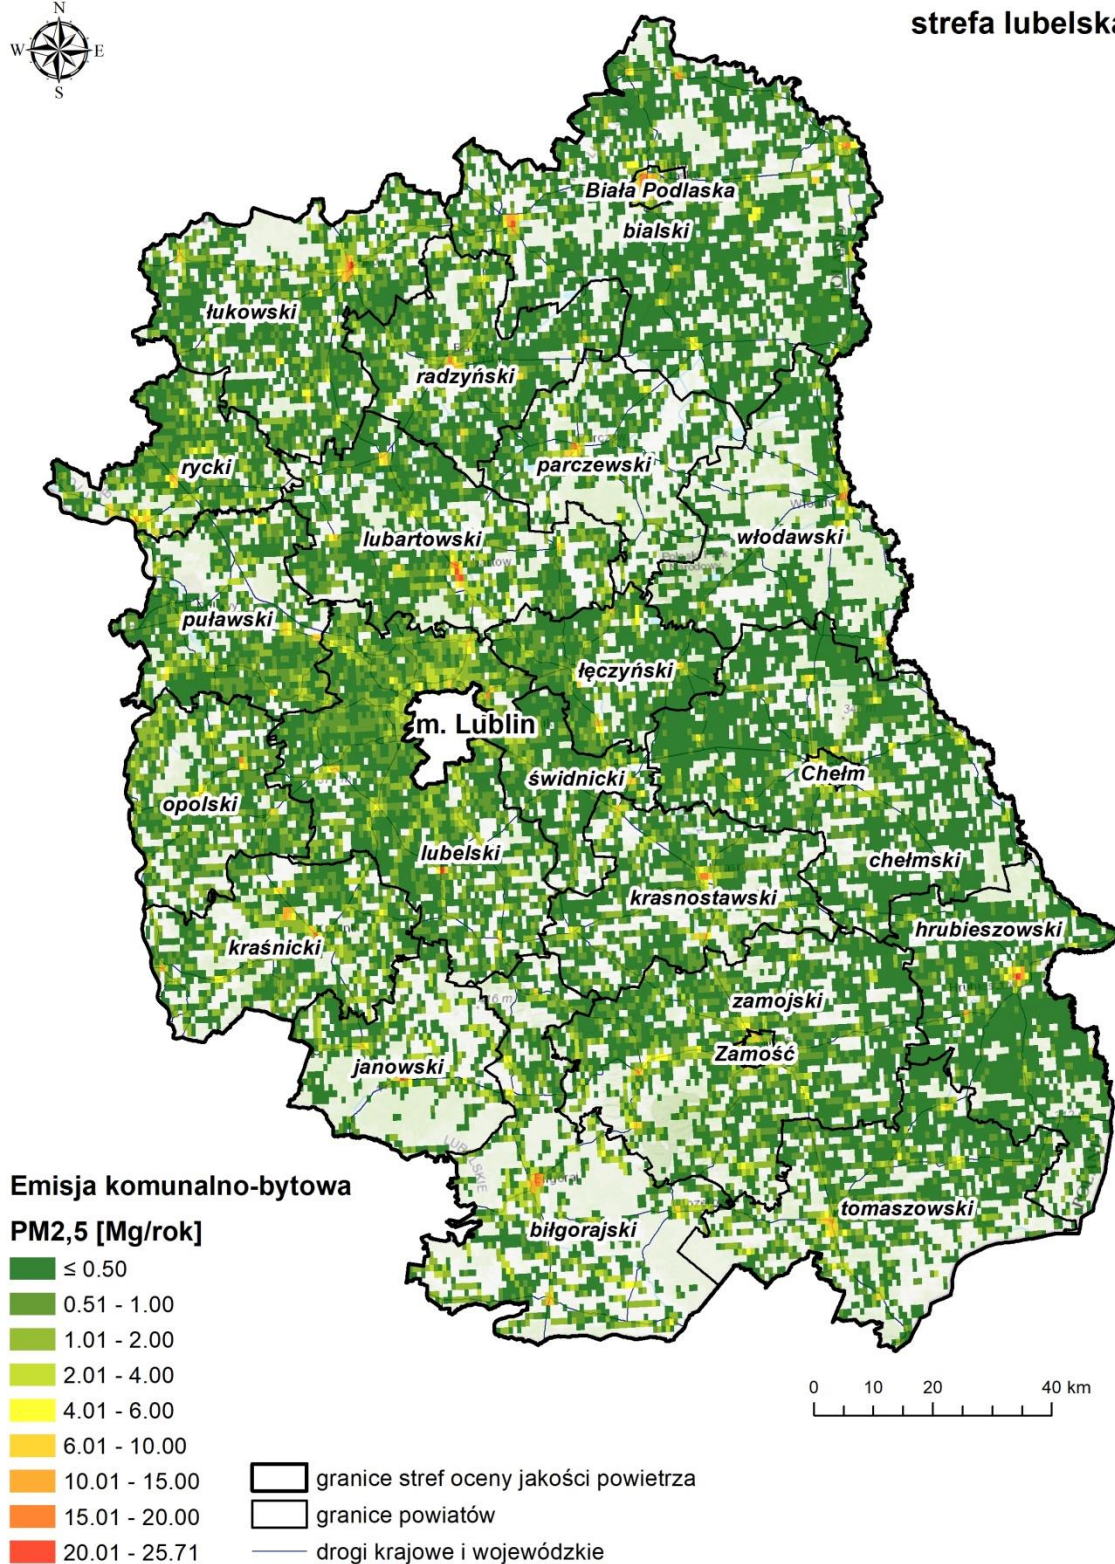 N
W E
S
strefa lubelska
Biała Podlaska
bialski
łukowski
radzyński
rycki
parczewski
lubartowski
włodawski
puławski
łęczyński
m. Lublin
świdnicki
Chełm
opolski
lubelski
chełmski
krasnostawski
hrubieszowski
kraśnicki
zamojski
Zamość
janowski
tomaszowski
biłgorajski
Emisja komunalno-bytowa
PM2,5 [Mg/rok]
≤ 0.50
0.51 - 1.00
1.01 - 2.00
2.01 - 4.00
4.01 - 6.00
6.01 - 10.00
10.01 - 15.00
15.01 - 20.00
20.01 - 25.71
0 10 20 40 km
granice stref oceny jakości powietrza
granice powiatów
drogi krajowe i wojewódzkie